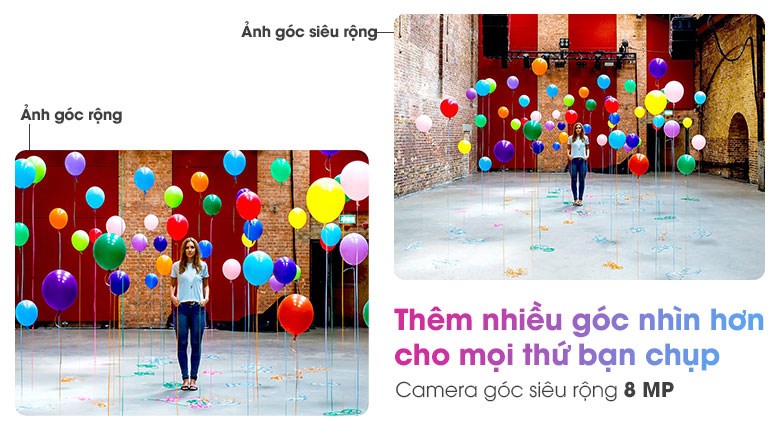 Ảnh góc siêu rộng
Ảnh góc rộng
Thêm nhiều góc nhìn hơn
cho mọi thứ bạn chụp
Camera góc siêu rộng 8 MP